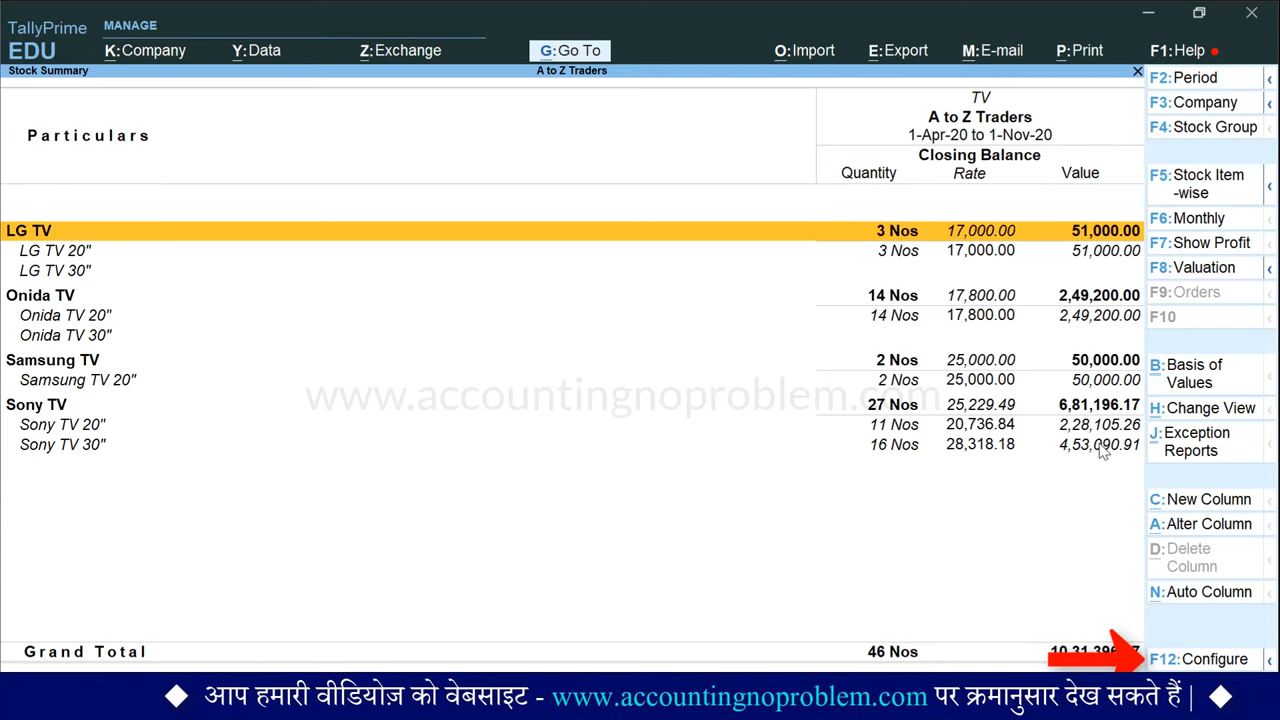 TallyPrime
MANAGE
EDU
K:Company
Y:Data
Z:Exchange
G:Go To
O:Import
E:Export
M:E-mail
P:Print
F1:Help
Stock Summary
A to Z Traders
F2:Period
F3:Company
F4:Stock Group
F5:Stock Item
-wise
F6:Monthly
F7:Show Profit
F8:Valuation
F9:Orders
F10
B:Basis of
Values
H:Change View
J:Exception
Reports
C:New Column
A:Alter Column
D:Delete
Column
N:Auto Column
F12:Configure
Particulars
TV
A to Z Traders
1-Apr-20 to 1-Nov-20
Closing Balance
Quantity Rate Value
LG TV 3 Nos 17,000.00 51,000.00
LG TV 20" 3 Nos 17,000.00 51,000.00
LG TV 30"
Onida TV 14 Nos 17,800.00 2,49,200.00
Onida TV 20" 14 Nos 17,800.00 2,49,200.00
Onida TV 30"
Samsung TV 2 Nos 25,000.00 50,000.00
Samsung TV 20" 2 Nos 25,000.00 50,000.00
www.accountingnoproblem.com
Sony TV 27 Nos 25,229.49 6,81,196.17
Sony TV 20" 11 Nos 20,736.84 2,28,105.26
Sony TV 30" 16 Nos 28,318.18 4,53,090.91
Grand Total 46 Nos
आप हमारी वीडियोज़ को वेबसाइट - www.accountingnoproblem.com पर क्रमानुसार देख सकते हैं |